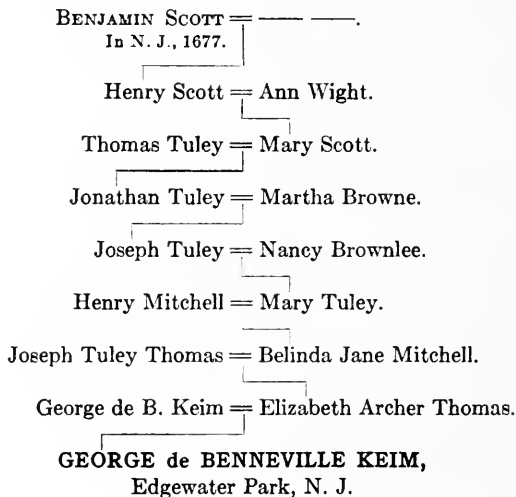 BENJAMIN SCOTT = — —.
In N. J., 1677.
Henry Scott = Ann Wight.
Thomas Tuley = Mary Scott.
Jonathan Tuley = Martha Browne.
Joseph Tuley = Nancy Brownlee.
Henry Mitchell = Mary Tuley.
Joseph Tuley Thomas = Belinda Jane Mitchell.
George de B. Keim = Elizabeth Archer Thomas.
GEORGE de BENNEVILLE KEIM,
Edgewater Park, N. J.